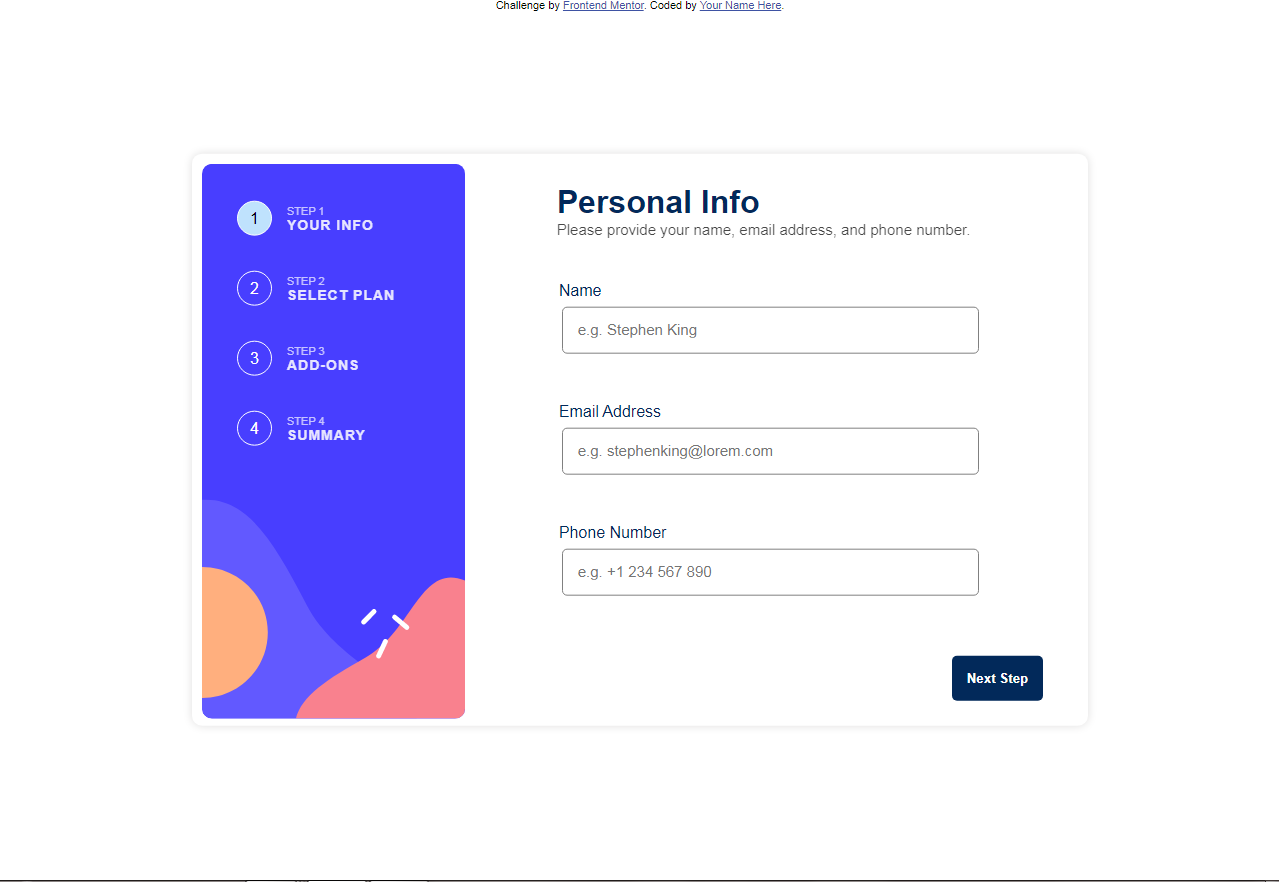 Challenge by Frontend Mentor. Coded by Your Name Here.
1
STEP 1
YOUR INFO
2
STEP 2
SELECT PLAN
3
STEP 3
ADD-ONS
4
STEP 4
SUMMARY
Personal Info
Please provide your name, email address, and phone number.
Name
e.g. Stephen King
Email Address
e.g. stephenking@lorem.com
Phone Number
e.g. +1 234 567 890
Next Step